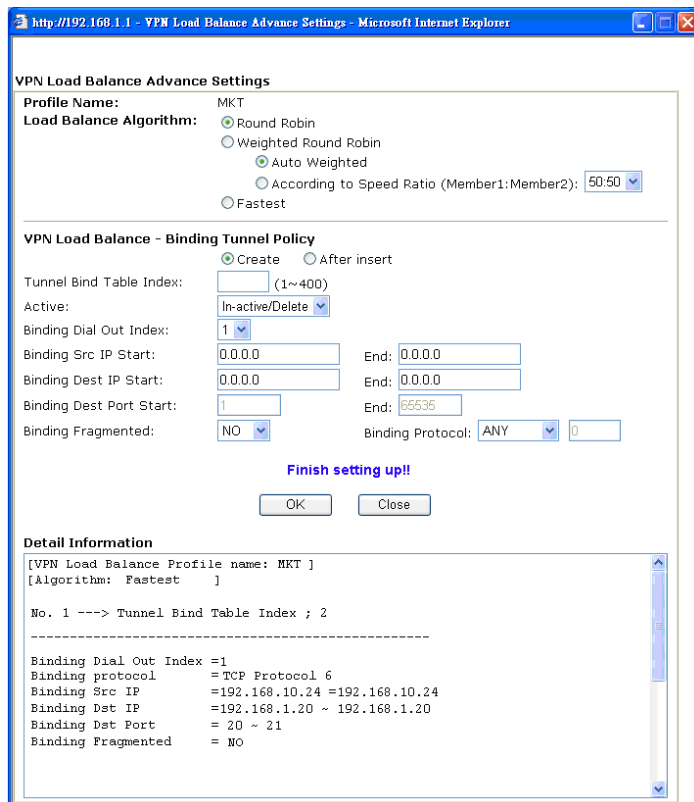 http://192.168.1.1 - VPN Load Balance Advance Settings - Microsoft Internet Explorer
VPN Load Balance Advance Settings
Profile Name: MKT
Load Balance Algorithm: Round Robin
Weighted Round Robin
Auto Weighted
According to Speed Ratio (Member1:Member2): 50:50
Fastest
VPN Load Balance - Binding Tunnel Policy
Create After insert
Tunnel Bind Table Index: (1~400)
Active: In-active/Delete
Binding Dial Out Index: 1
Binding Src IP Start: 0.0.0.0 End: 0.0.0.0
Binding Dest IP Start: 0.0.0.0 End: 0.0.0.0
Binding Dest Port Start: 1 End: 65535
Binding Fragmented: NO Binding Protocol: ANY 0
Finish setting up!!
OK Close
Detail Information
[VPN Load Balance Profile name: MKT ]
[Algorithm: Fastest ]
No. 1 ---> Tunnel Bind Table Index ; 2
--------------------------------------------------
Binding Dial Out Index =1
Binding protocol = TCP Protocol 6
Binding Src IP =192.168.10.24 =192.168.10.24
Binding Dst IP =192.168.1.20 ~ 192.168.1.20
Binding Dst Port = 20 ~ 21
Binding Fragmented = NO